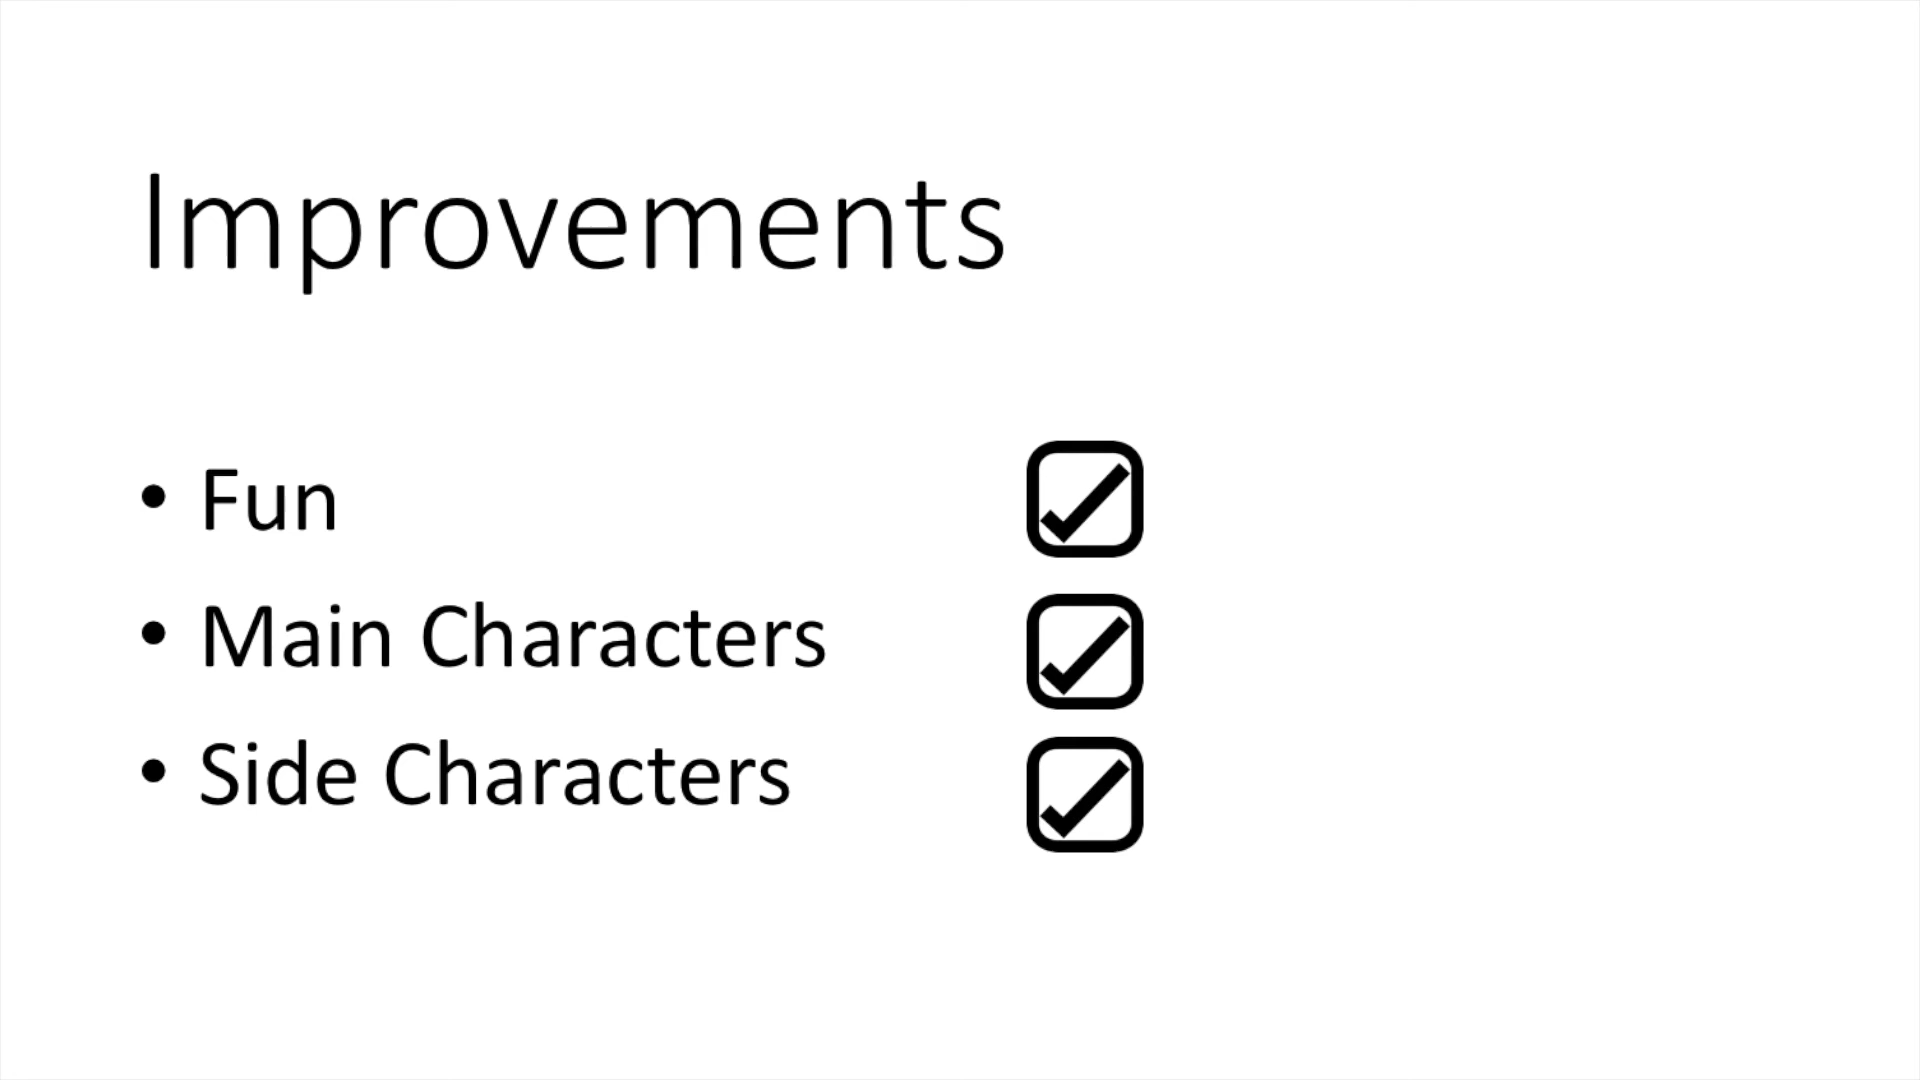 Improvements
• Fun
• Main Characters
• Side Characters